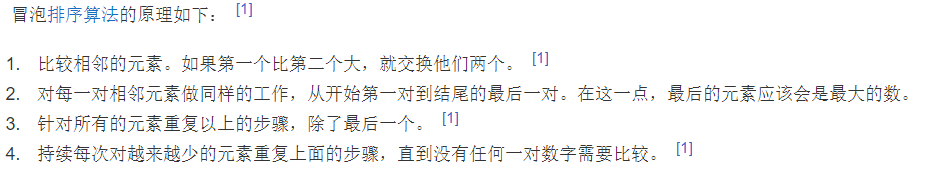 冒泡排序算法的原理如下： [1]
1. 比较相邻的元素。如果第一个比第二个大，就交换他们两个。 [1]
2. 对每一对相邻元素做同样的工作，从开始第一对到结尾的最后一对。在这一点，最后的元素应该会是最大的数。
3. 针对所有的元素重复以上的步骤，除了最后一个。 [1]
4. 持续每次对越来越少的元素重复上面的步骤，直到没有任何一对数字需要比较。 [1]